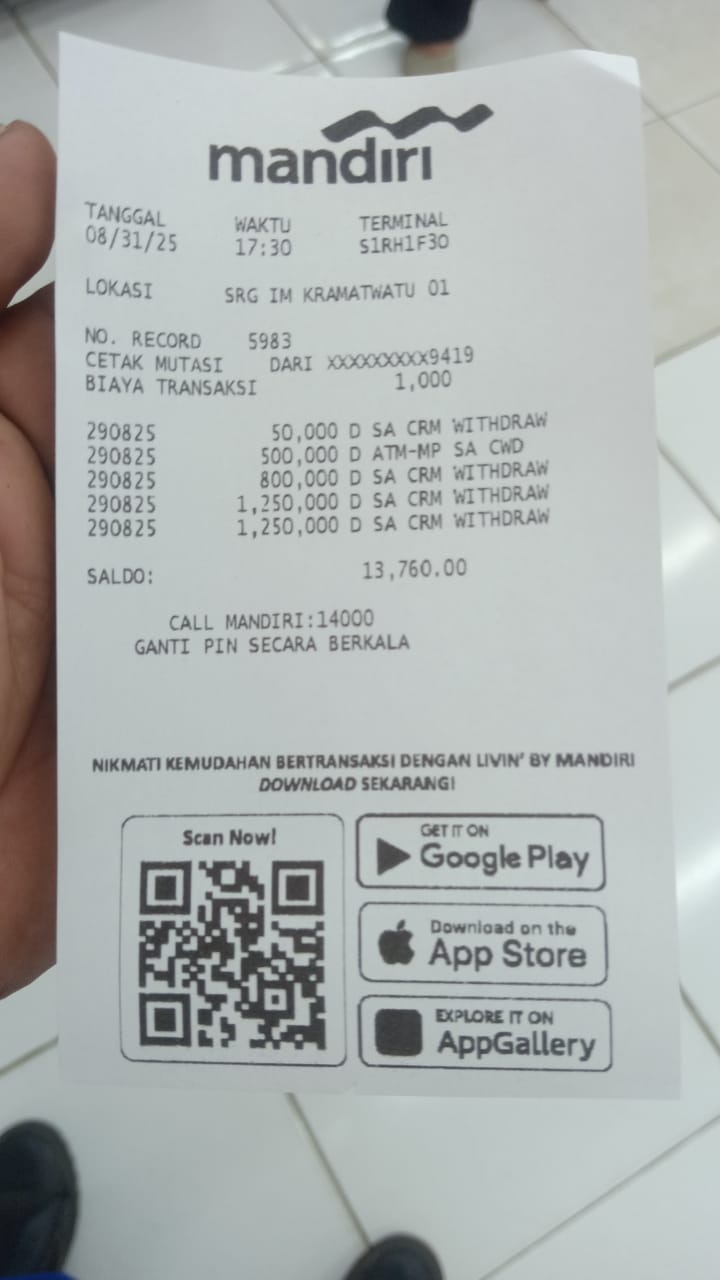 mandiri
TANGGAL WAKTU TERMINAL
08/31/25 17:30 S1RH1F30
LOKASI SRG IM KRAMATWATU 01
NO. RECORD 5983
CETAK MUTASI DARI XXXXXXXXX9419
BIAYA TRANSAKSI 1,000
290825 50,000 D SA CRM WITHDRAW
290825 500,000 D ATM-MP SA CWD
290825 800,000 D SA CRM WITHDRAW
290825 1,250,000 D SA CRM WITHDRAW
290825 1,250,000 D SA CRM WITHDRAW
SALDO: 13,760.00
CALL MANDIRI:14000
GANTI PIN SECARA BERKALA
NIKMATI KEMUDAHAN BERTRANSAKSI DENGAN LIVIN' BY MANDIRI
DOWNLOAD SEKARANG!
Scan Now!
GET IT ON
Google Play
Download on the
App Store
EXPLORE IT ON
AppGallery